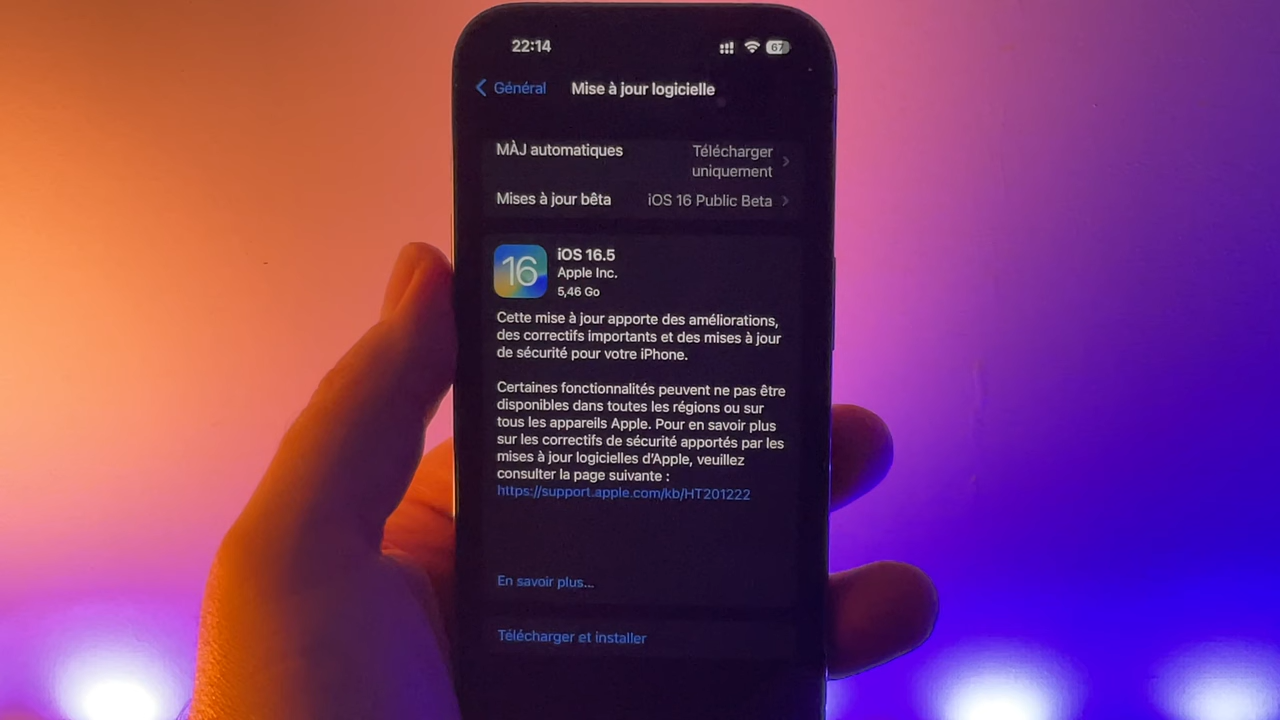 22:14
67
Général
Mise à jour logicielle
MÀJ automatiques
Télécharger
uniquement
Mises à jour bêta
iOS 16 Public Beta
16
iOS 16.5
Apple Inc.
5,46 Go
Cette mise à jour apporte des améliorations,
des correctifs importants et des mises à jour
de sécurité pour votre iPhone.
Certaines fonctionnalités peuvent ne pas être
disponibles dans toutes les régions ou sur
tous les appareils Apple. Pour en savoir plus
sur les correctifs de sécurité apportés par les
mises à jour logicielles d’Apple, veuillez
consulter la page suivante :
https://support.apple.com/kb/HT201222
En savoir plus...
Télécharger et installer